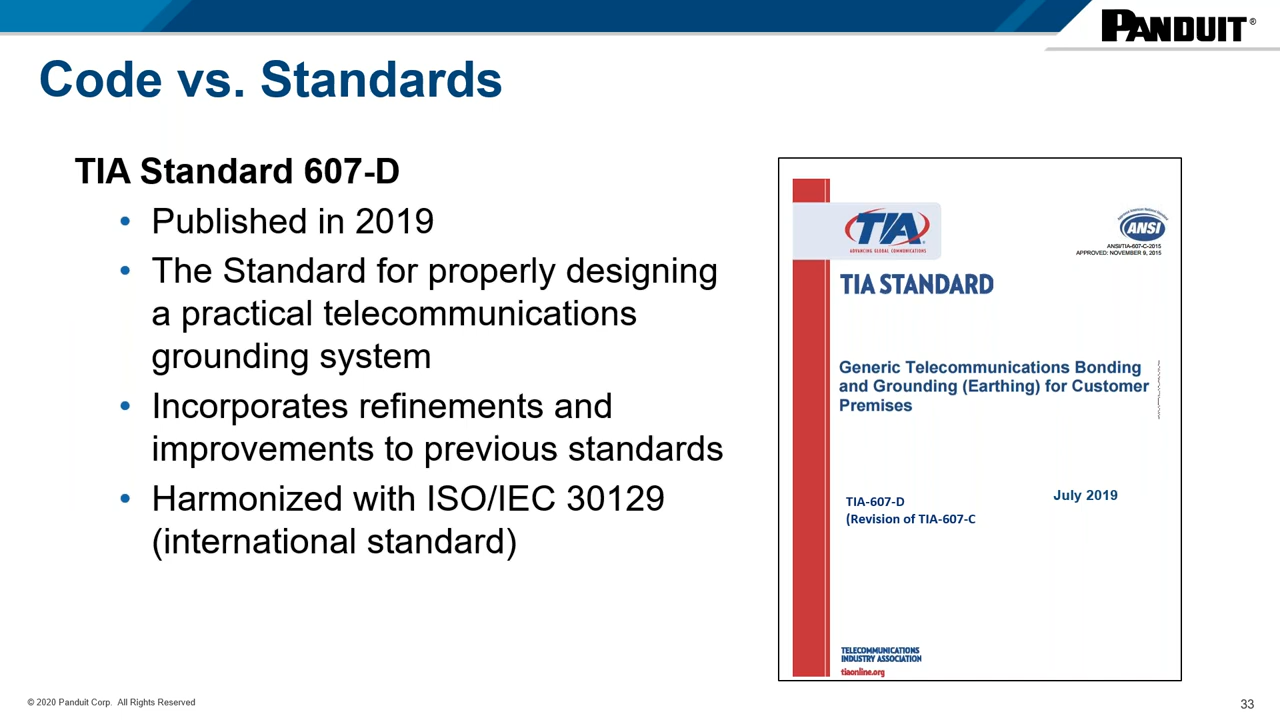 PANDUIT®
Code vs. Standards
TIA Standard 607-D
• Published in 2019
• The Standard for properly designing
a practical telecommunications
grounding system
• Incorporates refinements and
improvements to previous standards
• Harmonized with ISO/IEC 30129
(international standard)
TIA®
ADVANCING GLOBAL COMMUNICATIONS
ANSI
ANSI/TIA-607-C-2015
APPROVED: NOVEMBER 9, 2015
TIA STANDARD
Generic Telecommunications Bonding
and Grounding (Earthing) for Customer
Premises
TIA-607-D
(Revision of TIA-607-C
July 2019
TELECOMMUNICATIONS
INDUSTRY ASSOCIATION
tiaonline.org
© 2020 Panduit Corp. All Rights Reserved
33